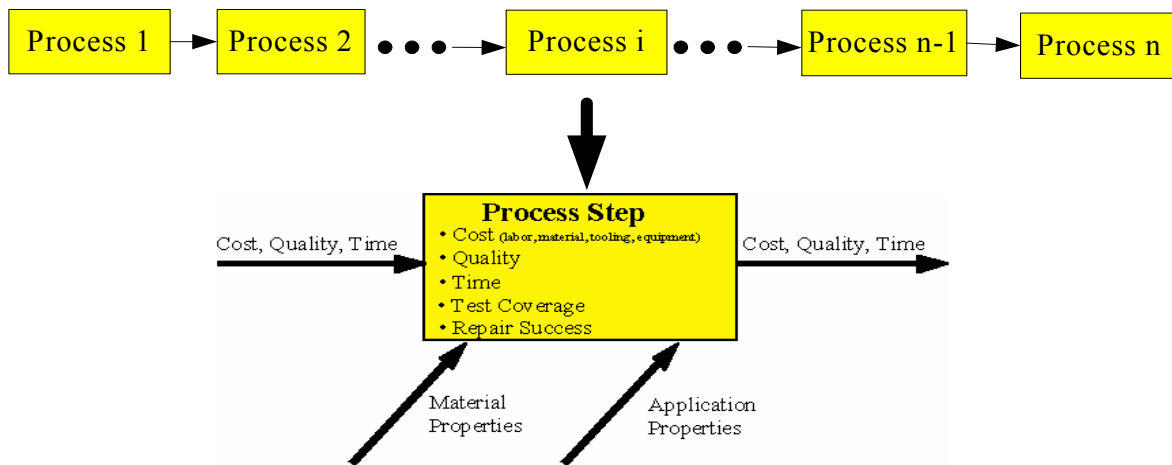 Process 1
Process 2
Process i
Process n-1
Process n
Process Step
• Cost (labor,material,tooling,equipment)
• Quality
• Time
• Test Coverage
• Repair Success
Cost, Quality, Time
Cost, Quality, Time
Material
Properties
Application
Properties